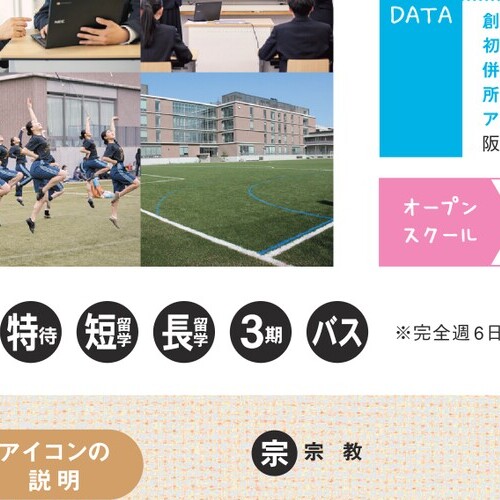 DATA
創
初
併
所
ア
阪
オープン
スクール
特待
短留学
長留学
3期
バス
※完全週6日
アイコンの
説明
宗 宗 教